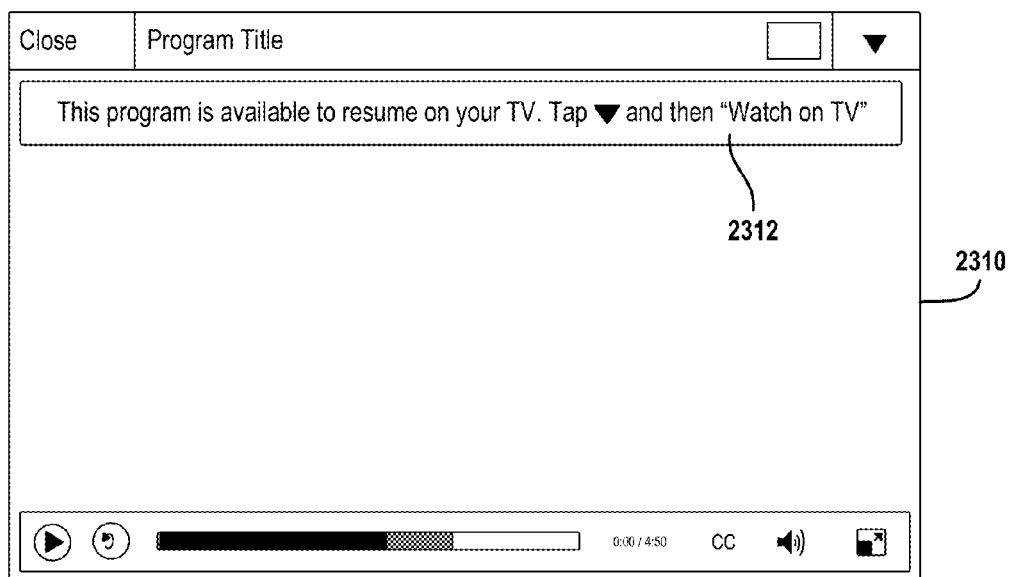 Close Program Title ▼
This program is available to resume on your TV. Tap ▼ and then “Watch on TV”
2312
2310
0:00 / 4:50 CC